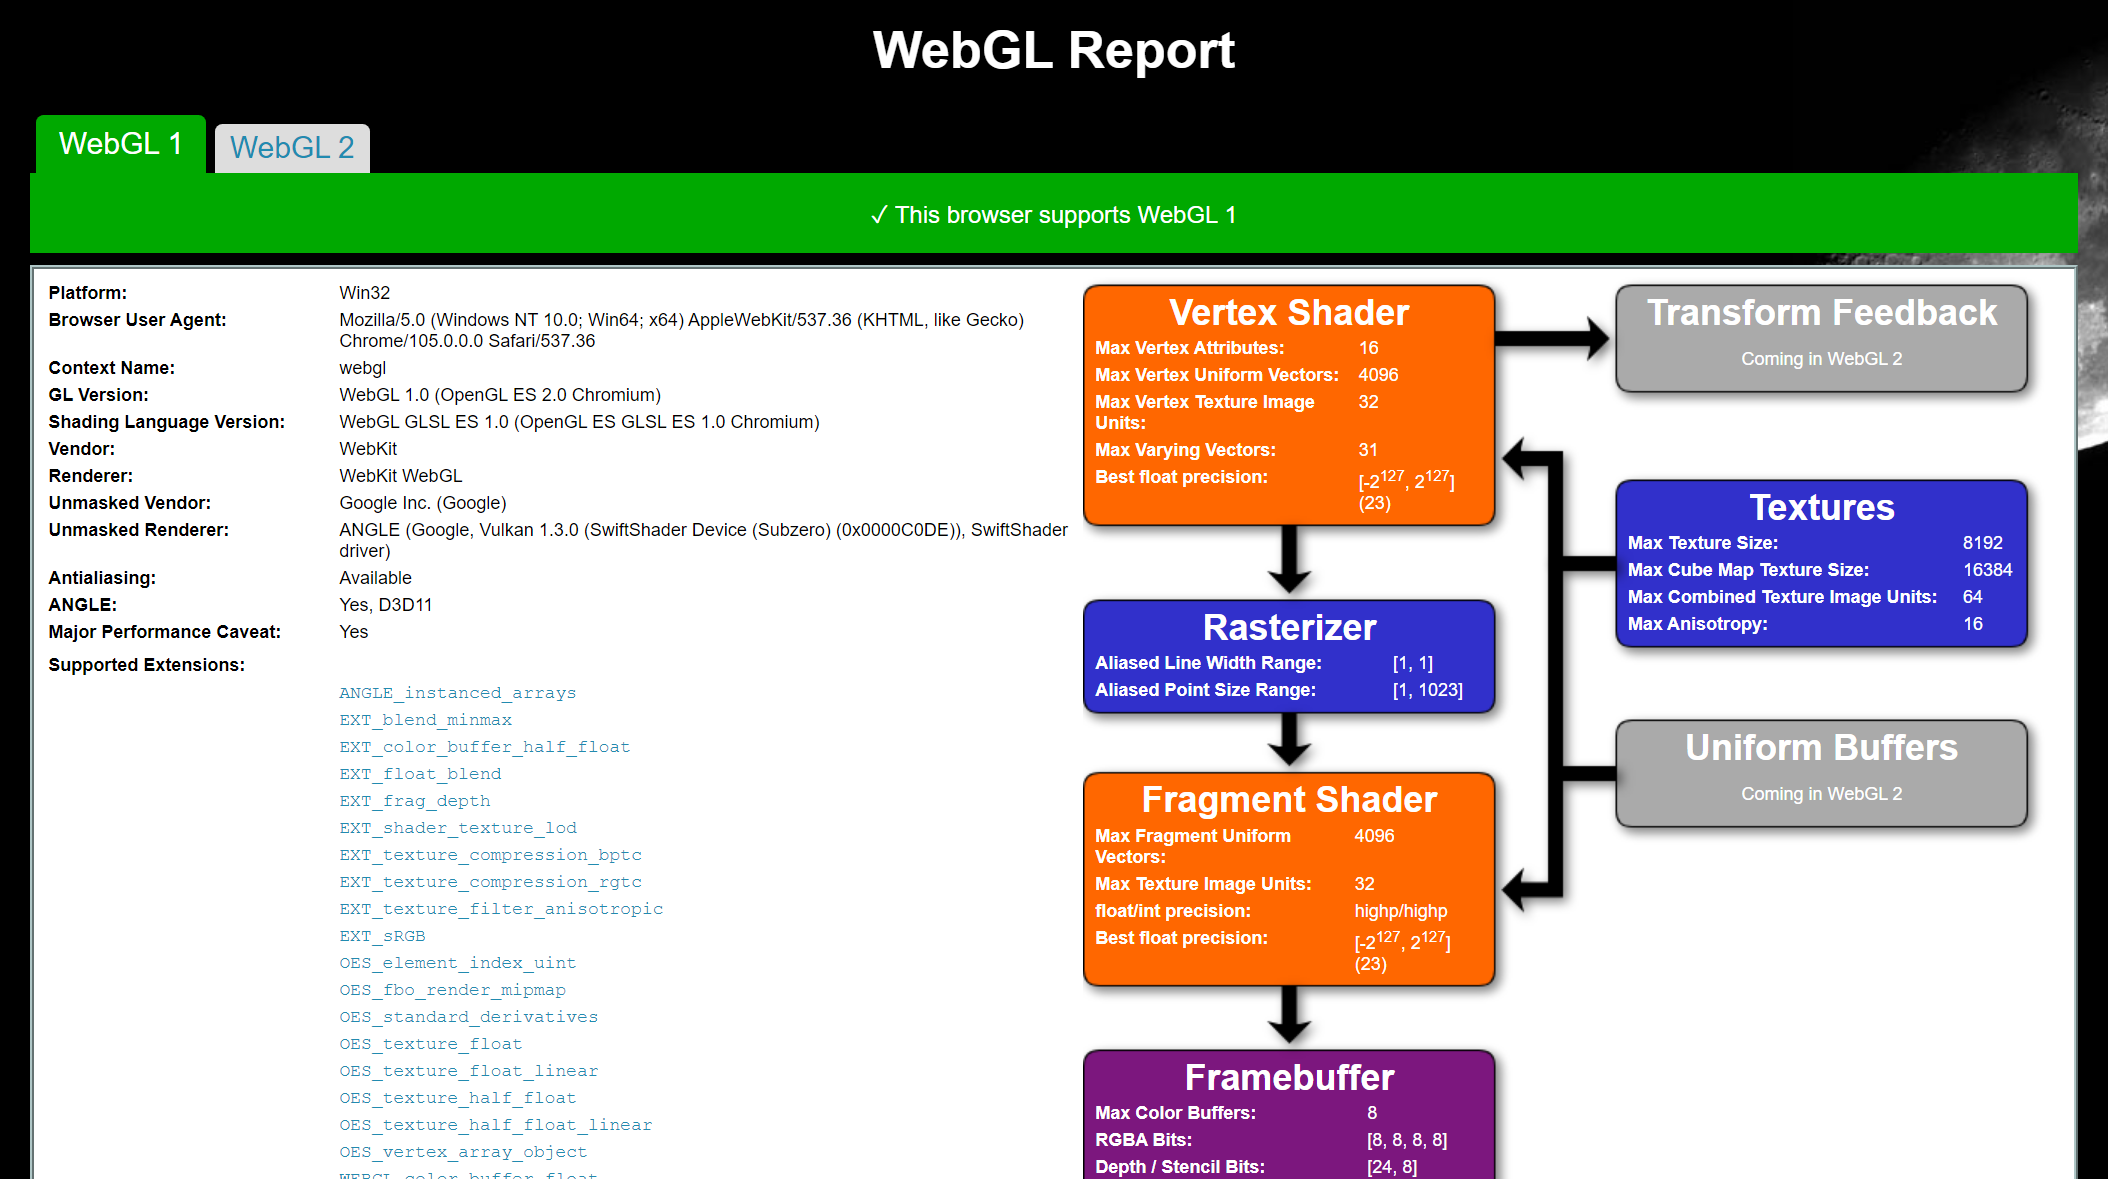 WebGL Report
WebGL 1
WebGL 2
✓ This browser supports WebGL 1
Platform: Win32
Browser User Agent: Mozilla/5.0 (Windows NT 10.0; Win64; x64) AppleWebKit/537.36 (KHTML, like Gecko)
Chrome/105.0.0.0 Safari/537.36
Context Name: webgl
GL Version: WebGL 1.0 (OpenGL ES 2.0 Chromium)
Shading Language Version: WebGL GLSL ES 1.0 (OpenGL ES GLSL ES 1.0 Chromium)
Vendor: WebKit
Renderer: WebKit WebGL
Unmasked Vendor: Google Inc. (Google)
Unmasked Renderer: ANGLE (Google, Vulkan 1.3.0 (SwiftShader Device (Subzero) (0x0000C0DE)), SwiftShader
driver)
Antialiasing: Available
ANGLE: Yes, D3D11
Major Performance Caveat: Yes
Supported Extensions:
ANGLE_instanced_arrays
EXT_blend_minmax
EXT_color_buffer_half_float
EXT_float_blend
EXT_frag_depth
EXT_shader_texture_lod
EXT_texture_compression_bptc
EXT_texture_compression_rgtc
EXT_texture_filter_anisotropic
EXT_sRGB
OES_element_index_uint
OES_fbo_render_mipmap
OES_standard_derivatives
OES_texture_float
OES_texture_float_linear
OES_texture_half_float
OES_texture_half_float_linear
OES_vertex_array_object
WEBGL_color_buffer_float
Vertex Shader
Max Vertex Attributes: 16
Max Vertex Uniform Vectors: 4096
Max Vertex Texture Image 32
Units:
Max Varying Vectors: 31
Best float precision: [-2^127, 2^127]
(23)
Transform Feedback
Coming in WebGL 2
Textures
Max Texture Size: 8192
Max Cube Map Texture Size: 16384
Max Combined Texture Image Units: 64
Max Anisotropy: 16
Rasterizer
Aliased Line Width Range: [1, 1]
Aliased Point Size Range: [1, 1023]
Uniform Buffers
Coming in WebGL 2
Fragment Shader
Max Fragment Uniform 4096
Vectors:
Max Texture Image Units: 32
float/int precision: highp/highp
Best float precision: [-2^127, 2^127]
(23)
Framebuffer
Max Color Buffers: 8
RGBA Bits: [8, 8, 8, 8]
Depth / Stencil Bits: [24, 8]